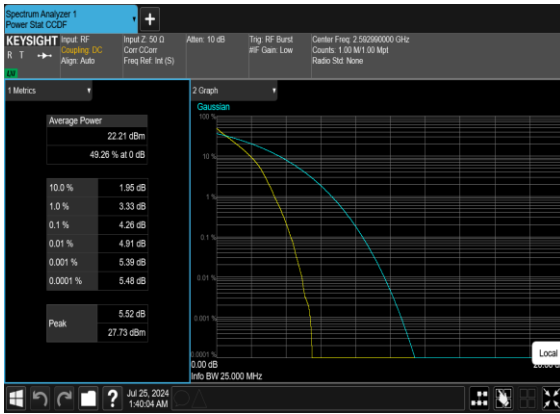 Spectrum Analyzer 1
Power Stat CCDF
KEYSIGHT
R T
LXI
Input: RF
Coupling: DC
Align: Auto
Input Z: 50 Ω
Corr CCorr
Freq Ref: Int (S)
Atten: 10 dB
Trig: RF Burst
#IF Gain: Low
Center Freq: 2.592990000 GHz
Counts: 1.00 M/1.00 Mpt
Radio Std: None
1 Metrics
Average Power
22.21 dBm
49.26 % at 0 dB
10.0 % 1.95 dB
1.0 % 3.33 dB
0.1 % 4.26 dB
0.01 % 4.91 dB
0.001 % 5.39 dB
0.0001 % 5.48 dB
Peak
5.52 dB
27.73 dBm
2 Graph
Gaussian
100 %
10 %
1 %
0.1 %
0.01 %
0.001 %
0.0001 %
0.00 dB
Info BW 25.000 MHz
Local
Jul 25, 2024
1:40:04 AM